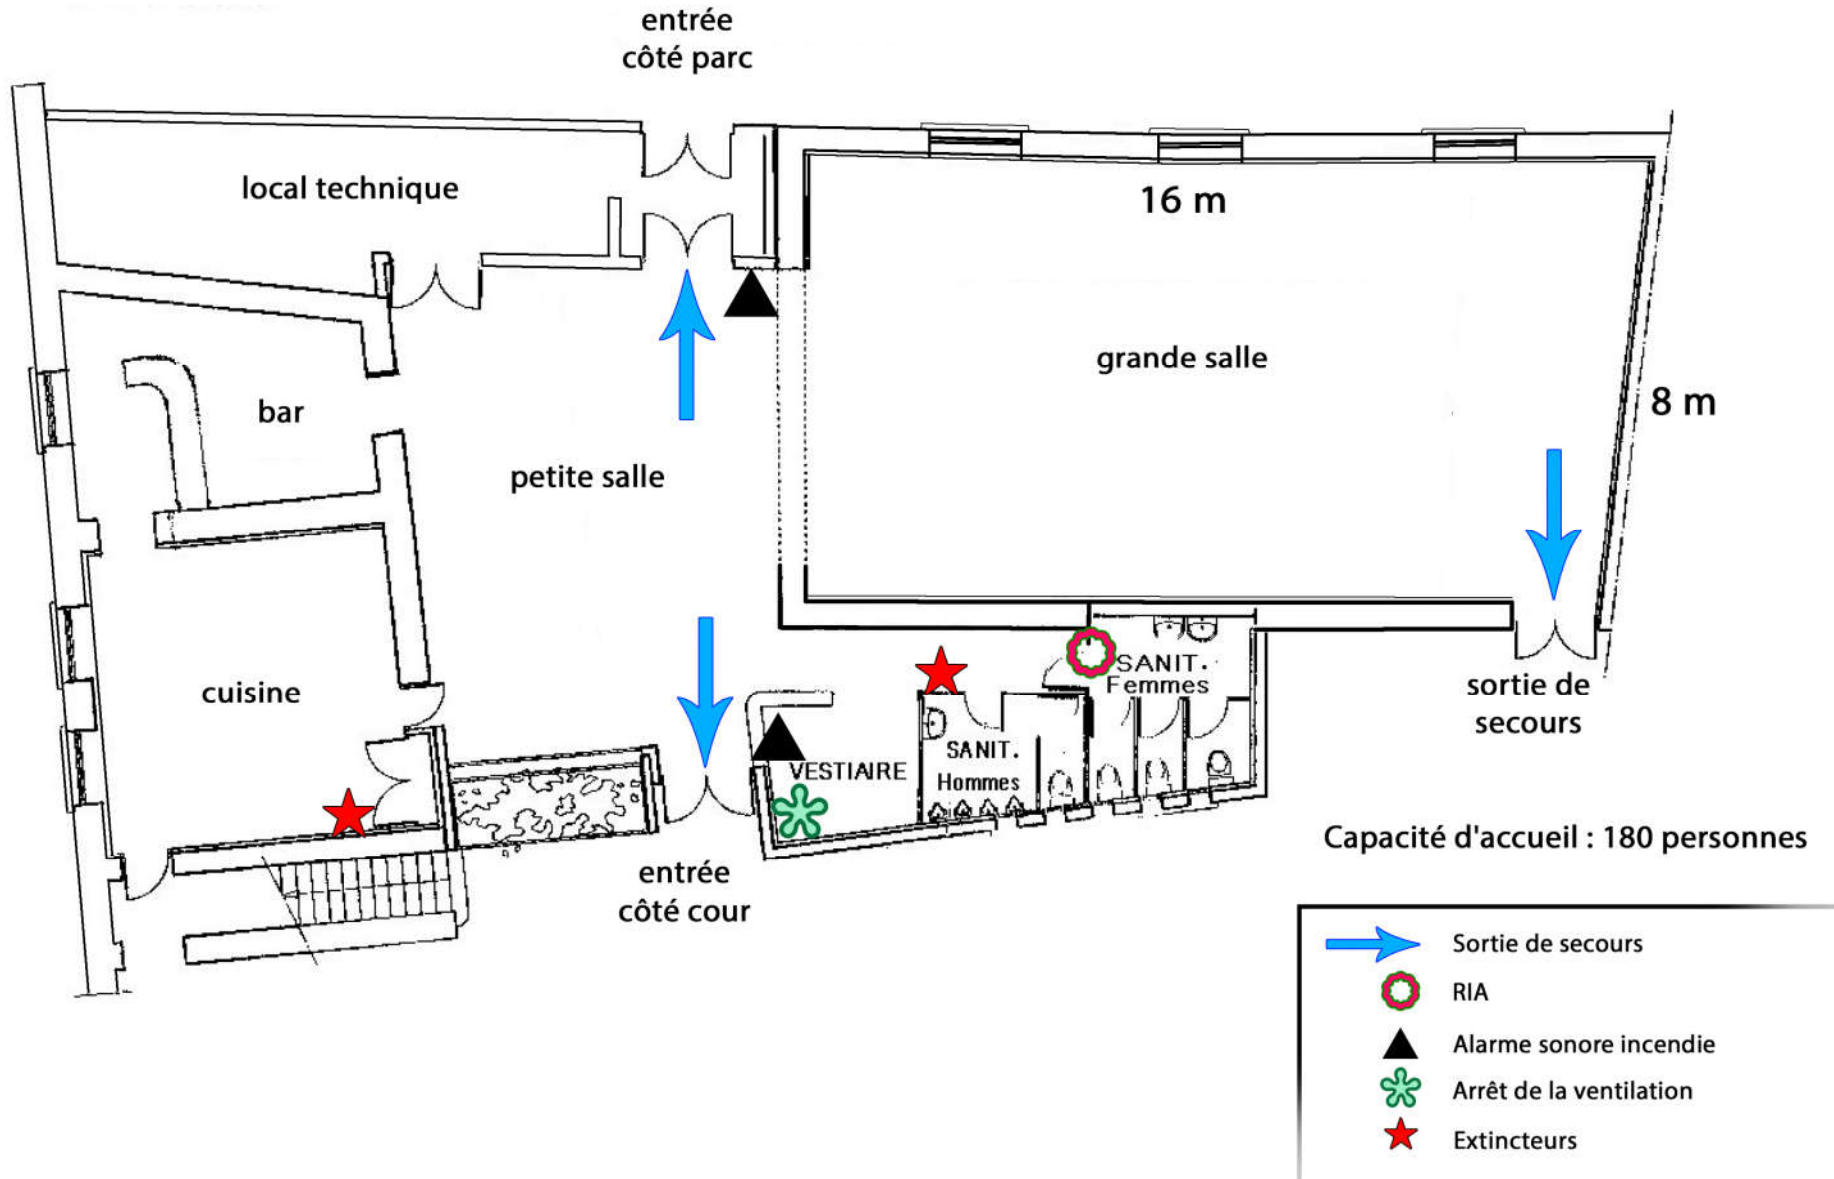 entrée
côté parc
local technique
16 m
grande salle
8 m
bar
petite salle
cuisine
SANIT.
Femmes
sortie de
secours
SANIT.
Hommes
VESTIAIRE
entrée
côté cour
Capacité d'accueil : 180 personnes
Sortie de secours
RIA
Alarme sonore incendie
Arrêt de la ventilation
Extincteurs